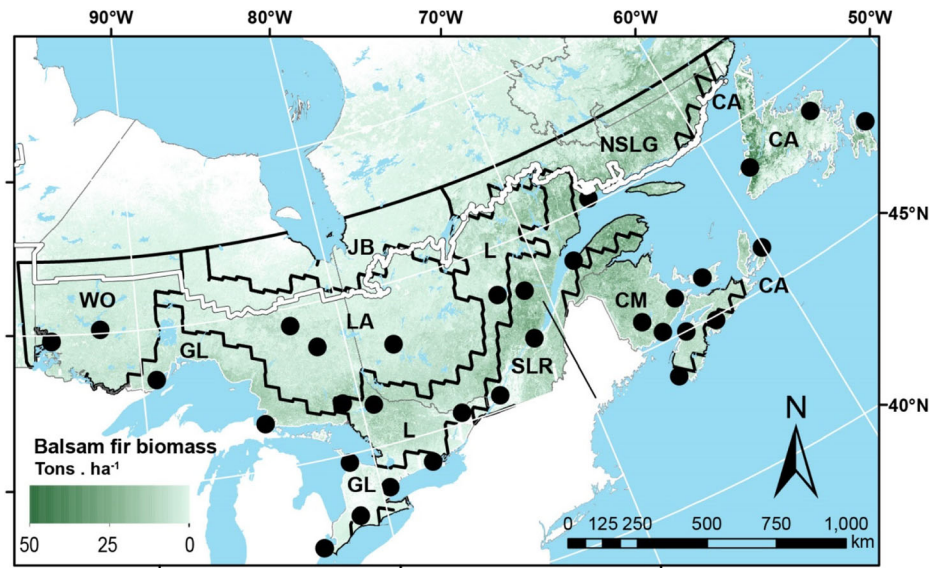 90°W 80°W 70°W 60°W 50°W
CA
CA
NSLG
45°N
JB
L
WO
CA
CM
LA
GL
SLR
40°N
L
N
Balsam fir biomass
Tons . ha⁻¹
GL
0 125 250 500 750 1,000
km
50 25 0